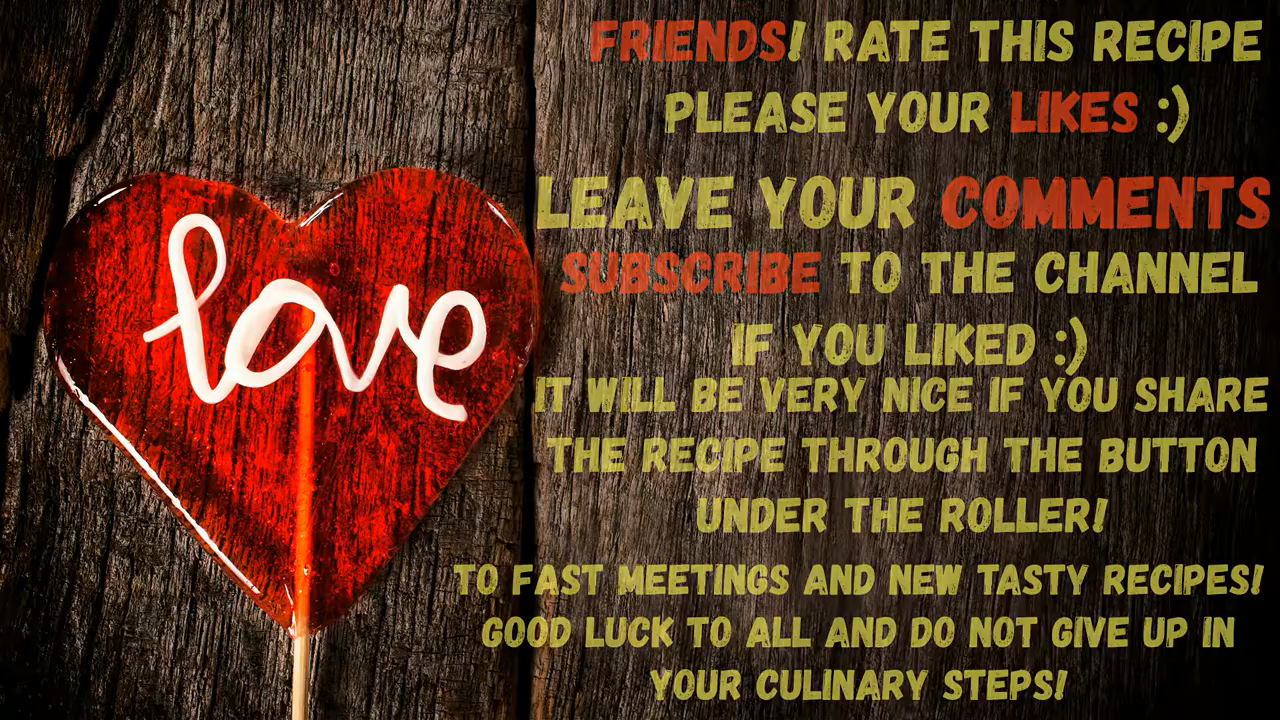 love
FRIENDS! RATE THIS RECIPE
PLEASE YOUR LIKES :)
LEAVE YOUR COMMENTS
SUBSCRIBE TO THE CHANNEL
IF YOU LIKED :)
IT WILL BE VERY NICE IF YOU SHARE
THE RECIPE THROUGH THE BUTTON
UNDER THE ROLLER!
TO FAST MEETINGS AND NEW TASTY RECIPES!
GOOD LUCK TO ALL AND DO NOT GIVE UP IN
YOUR CULINARY STEPS!